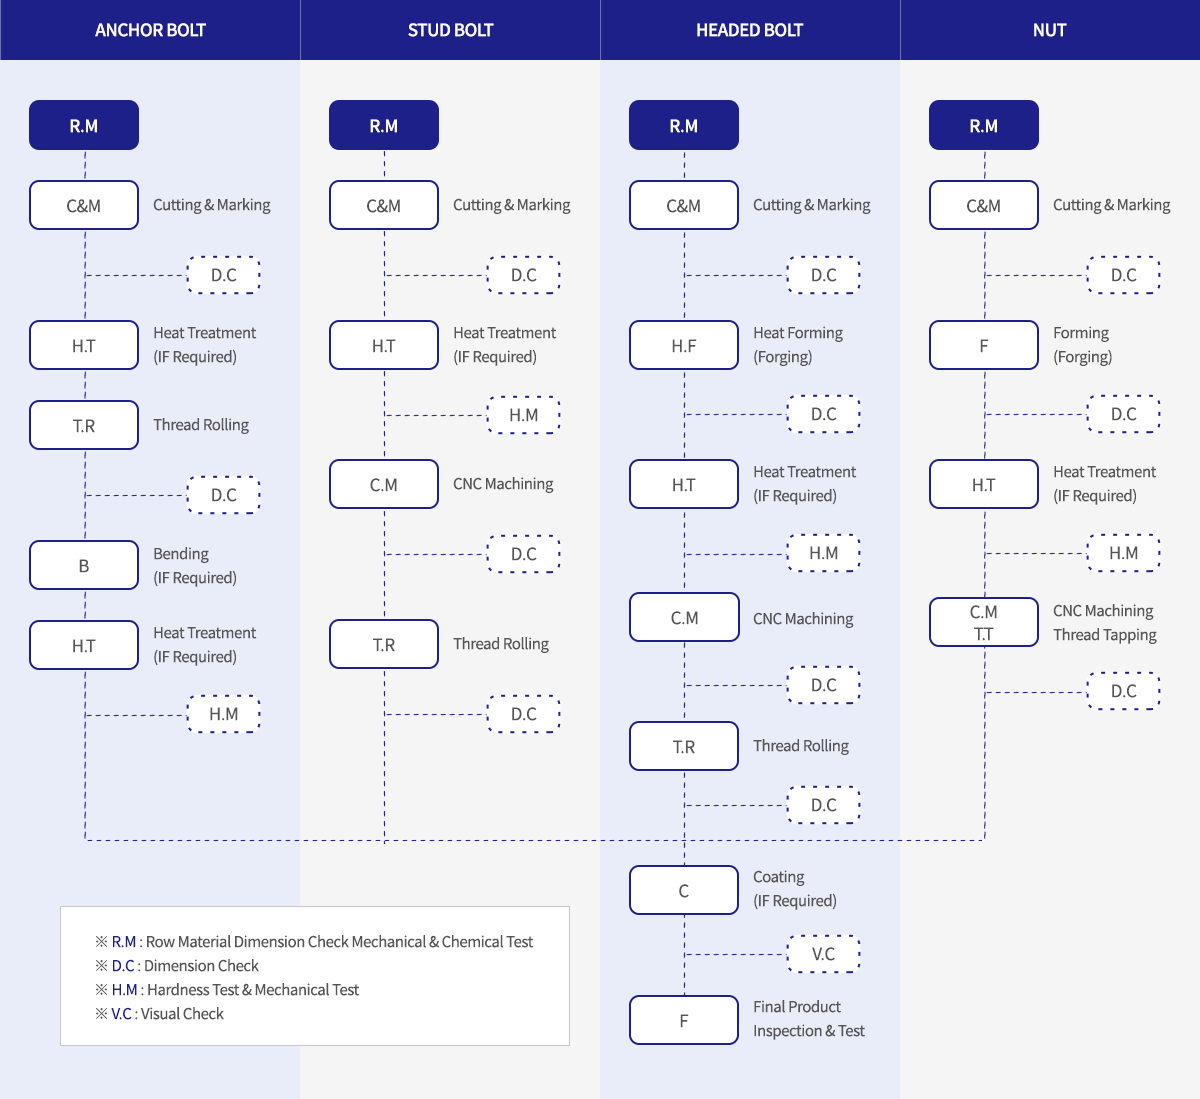 ANCHOR BOLT
STUD BOLT
HEADED BOLT
NUT
R.M
C&M
Cutting & Marking
D.C
H.T
Heat Treatment
(IF Required)
T.R
Thread Rolling
D.C
B
Bending
(IF Required)
H.T
Heat Treatment
(IF Required)
H.M
R.M
C&M
Cutting & Marking
D.C
H.T
Heat Treatment
(IF Required)
H.M
C.M
CNC Machining
D.C
T.R
Thread Rolling
D.C
R.M
C&M
Cutting & Marking
D.C
H.F
Heat Forming
(Forging)
D.C
H.T
Heat Treatment
(IF Required)
H.M
C.M
CNC Machining
D.C
T.R
Thread Rolling
D.C
C
Coating
(IF Required)
V.C
F
Final Product
Inspection & Test
R.M
C&M
Cutting & Marking
D.C
F
Forming
(Forging)
D.C
H.T
Heat Treatment
(IF Required)
H.M
C.M
T.T
CNC Machining
Thread Tapping
D.C
※ R.M : Row Material Dimension Check Mechanical & Chemical Test
※ D.C : Dimension Check
※ H.M : Hardness Test & Mechanical Test
※ V.C : Visual Check